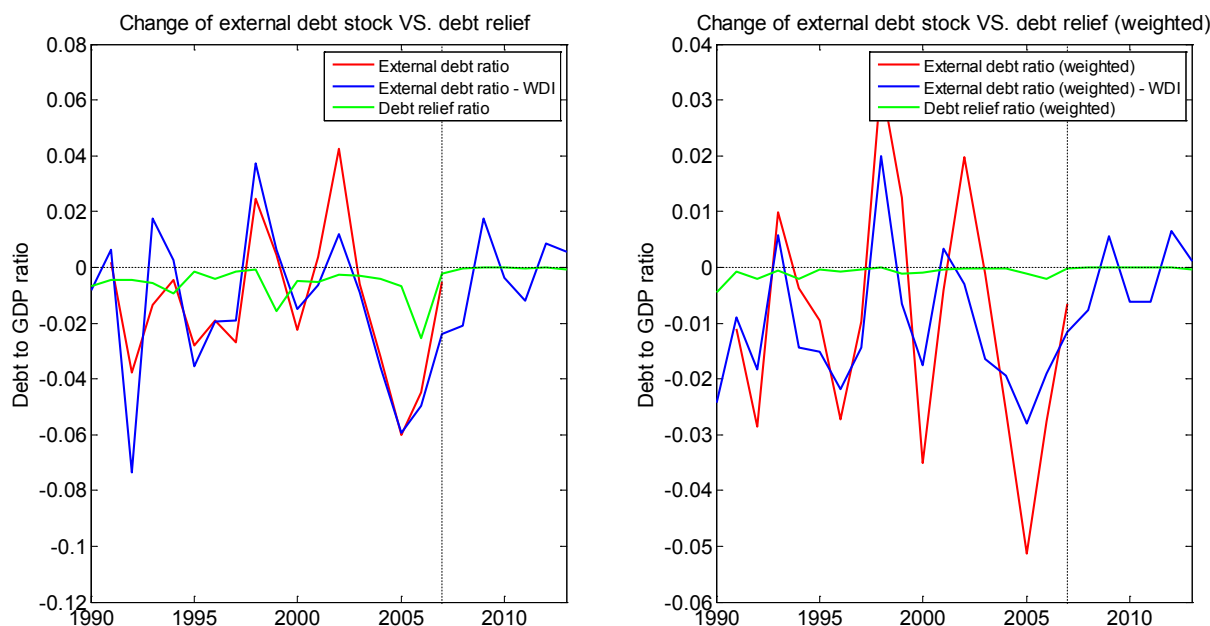 Change of external debt stock VS. debt relief
0.08
0.06
0.04
0.02
0
-0.02
-0.04
-0.06
-0.08
-0.1
-0.12
Debt to GDP ratio
External debt ratio
External debt ratio - WDI
Debt relief ratio
1990 1995 2000 2005 2010
Change of external debt stock VS. debt relief (weighted)
0.04
0.03
0.02
0.01
0
-0.01
-0.02
-0.03
-0.04
-0.05
-0.06
Debt to GDP ratio
External debt ratio (weighted)
External debt ratio (weighted) - WDI
Debt relief ratio (weighted)
1990 1995 2000 2005 2010